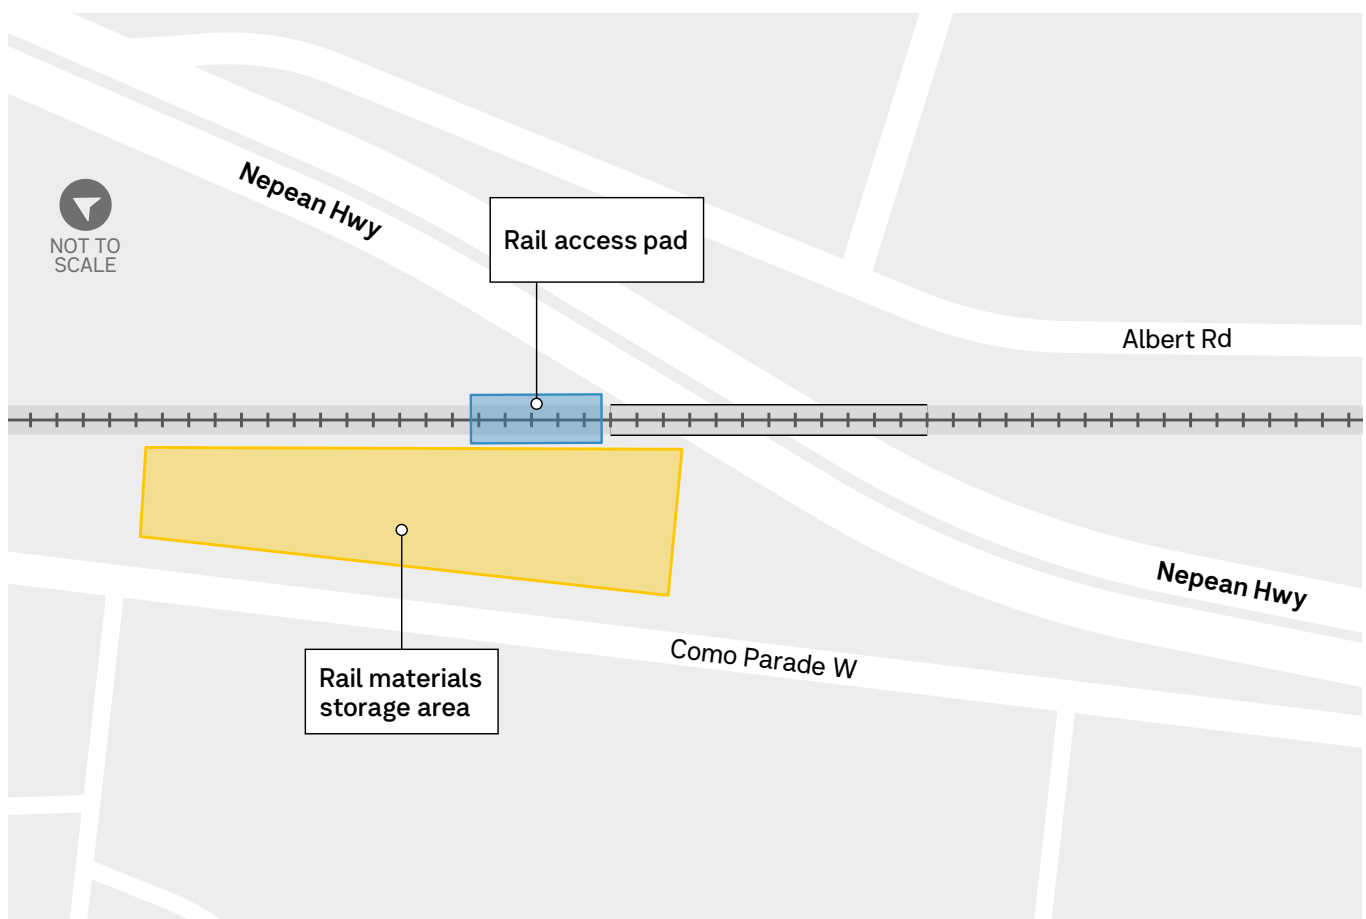 Nepean Hwy
NOT TO
SCALE
Rail access pad
Albert Rd
Nepean Hwy
Como Parade W
Rail materials
storage area